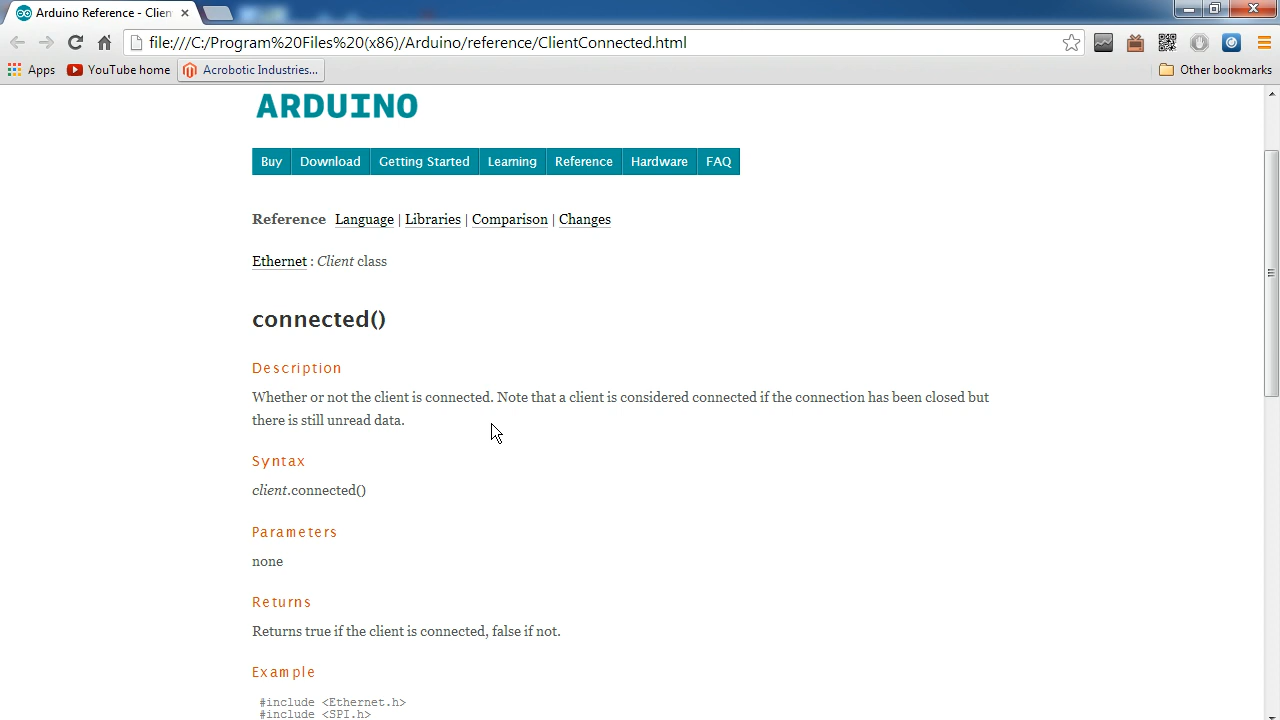 Arduino Reference - Clien
file:///C:/Program%20Files%20(x86)/Arduino/reference/ClientConnected.html
Apps YouTube home Acrobotic Industries... Other bookmarks
ARDUINO
Buy Download Getting Started Learning Reference Hardware FAQ
Reference Language | Libraries | Comparison | Changes
Ethernet : Client class
connected()
Description
Whether or not the client is connected. Note that a client is considered connected if the connection has been closed but
there is still unread data.
Syntax
client.connected()
Parameters
none
Returns
Returns true if the client is connected, false if not.
Example
#include <Ethernet.h>
#include <SPI.h>